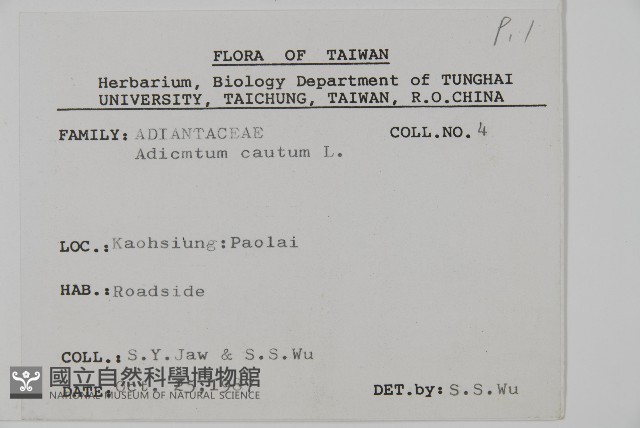 P.1
FLORA OF TAIWAN
Herbarium, Biology Department of TUNGHAI
UNIVERSITY, TAICHUNG, TAIWAN, R.O.CHINA
FAMILY: ADIANTACEAE COLL.NO. 4
Adicmtum cautum L.
LOC.: Kaohsiung:Paolai
HAB.: Roadside
COLL.: S.Y.Jaw & S.S.Wu
國立自然科學博物館
NATIONAL MUSEUM OF NATURAL SCIENCE
DATE: Oct. DET.by: S.S.Wu